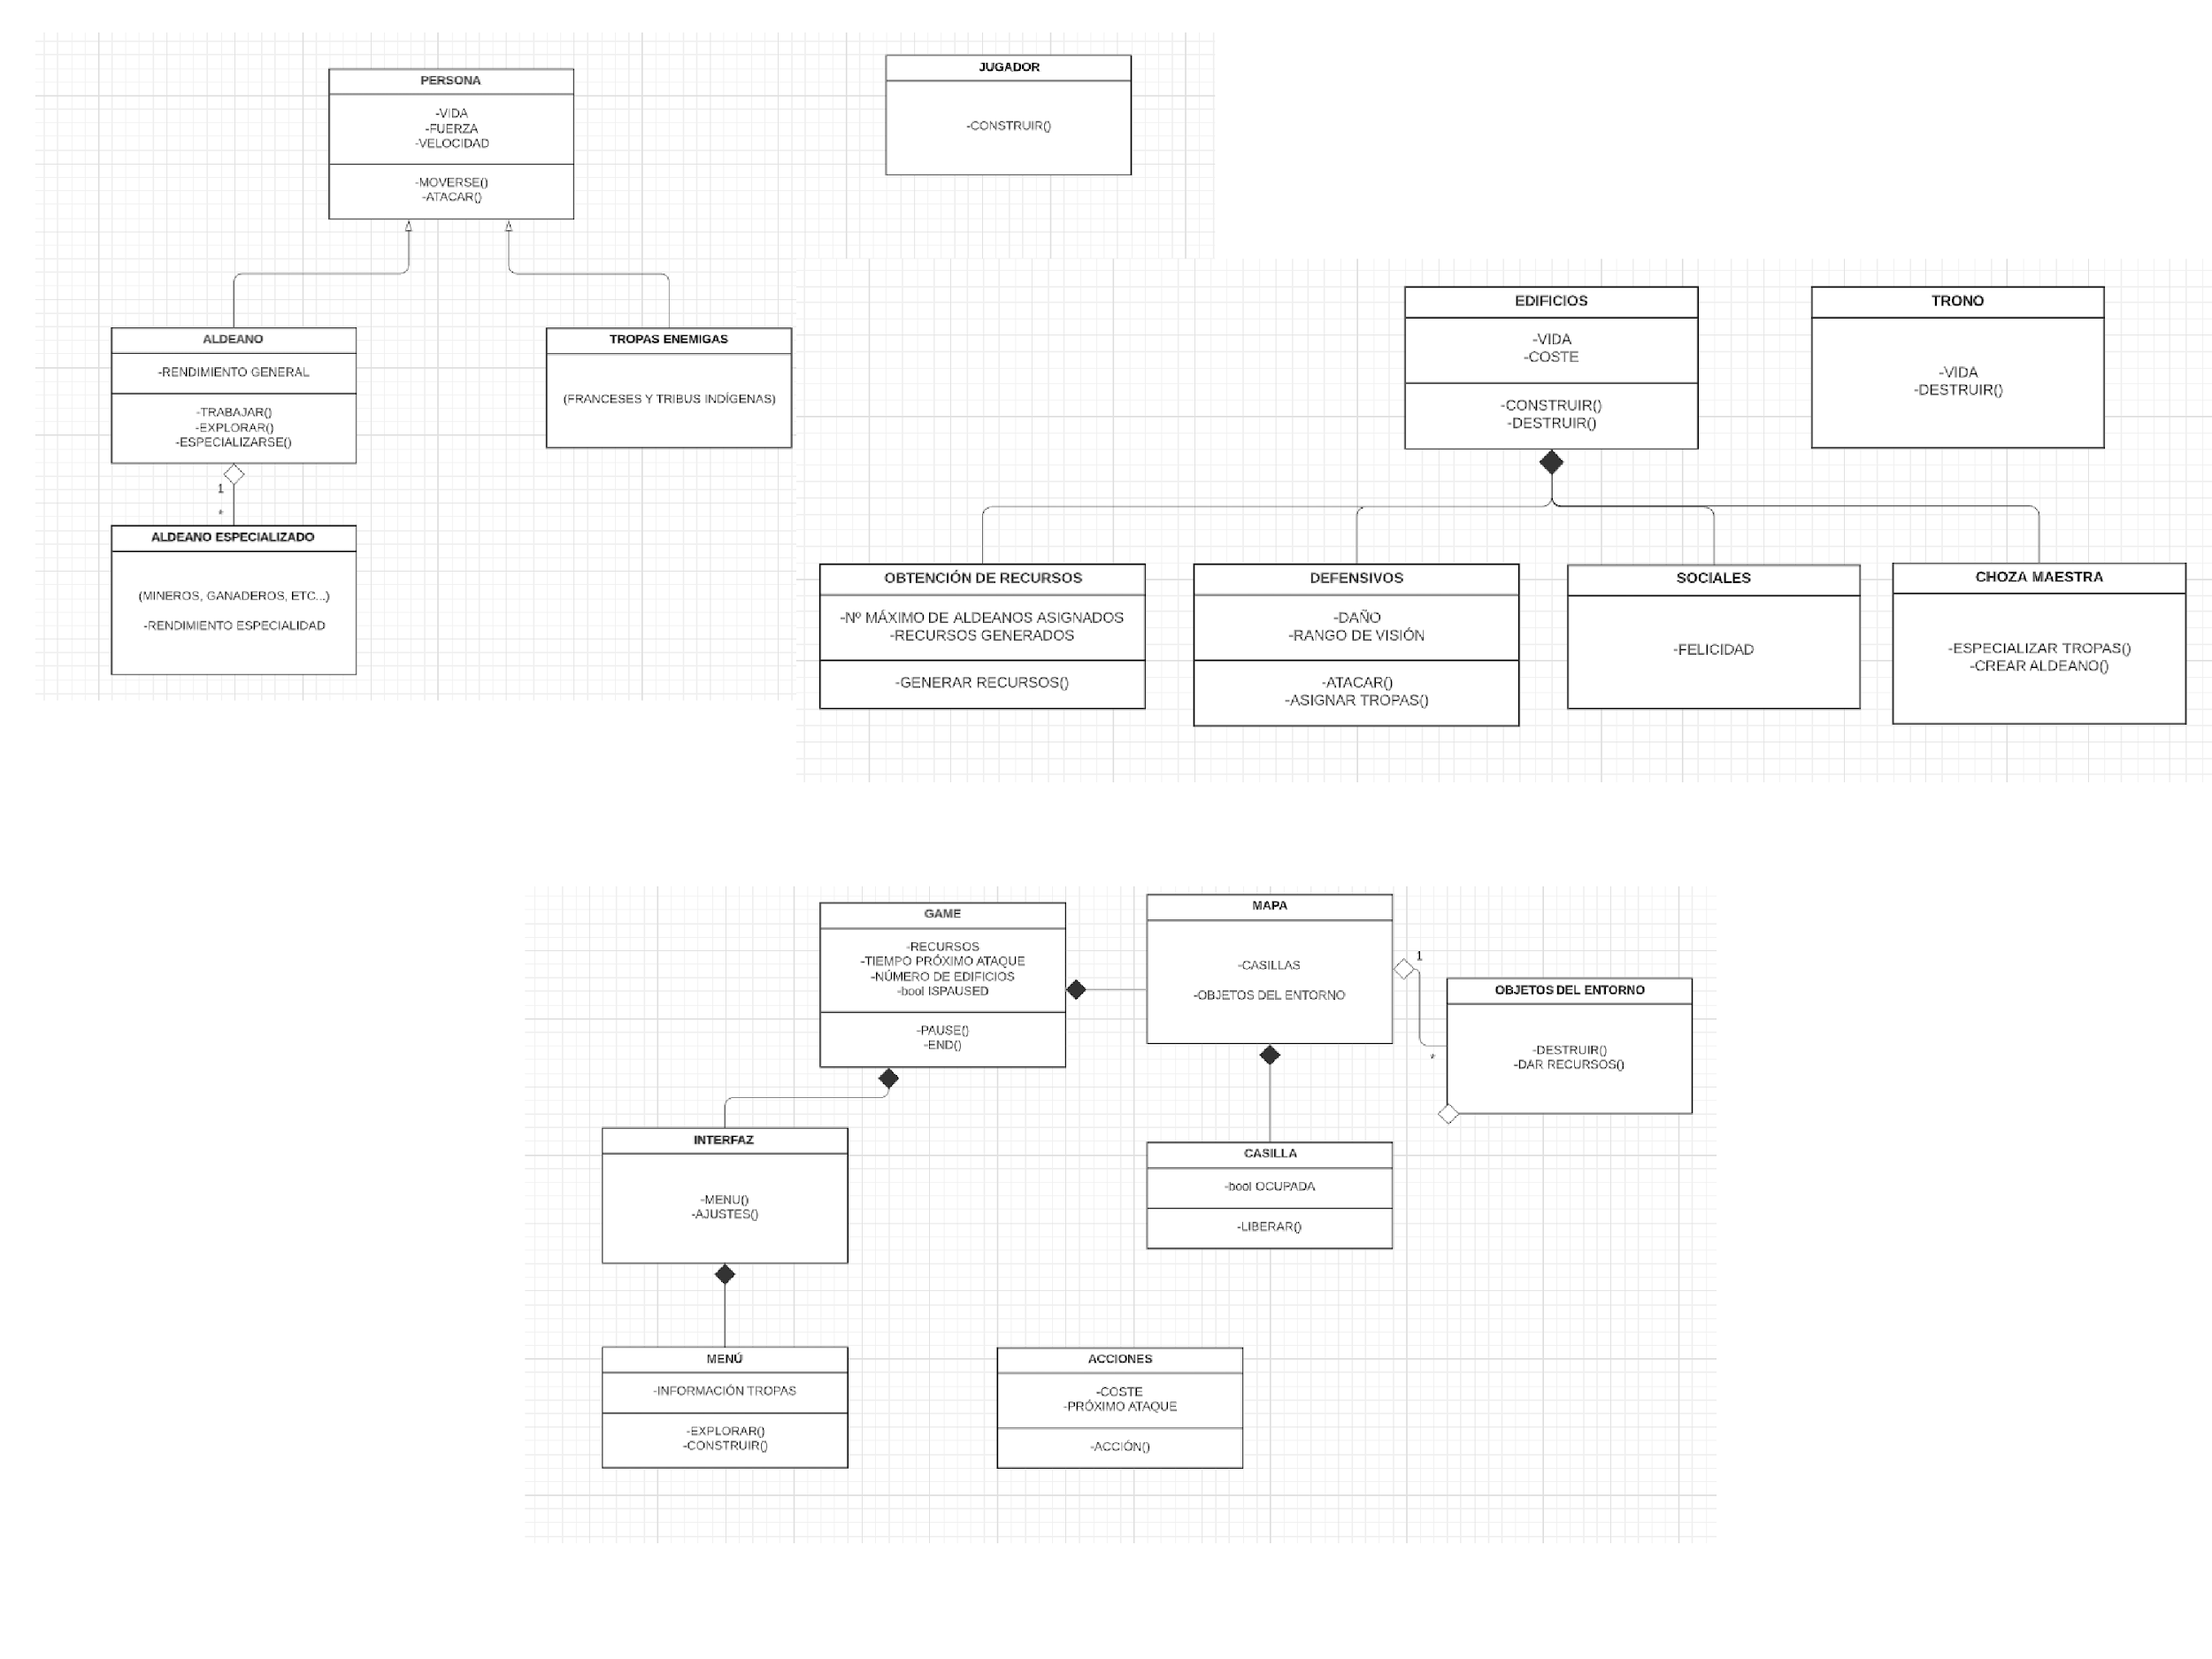 PERSONA
-VIDA
-FUERZA
-VELOCIDAD
-MOVERSE()
-ATACAR()
JUGADOR
-CONSTRUIR()
ALDEANO
-RENDIMIENTO GENERAL
-TRABAJAR()
-EXPLORAR()
-ESPECIALIZARSE()
1
*
TROPAS ENEMIGAS
(FRANCESES Y TRIBUS INDÍGENAS)
ALDEANO ESPECIALIZADO
(MINEROS, GANADEROS, ETC...)
-RENDIMIENTO ESPECIALIDAD
EDIFICIOS
-VIDA
-COSTE
-CONSTRUIR()
-DESTRUIR()
TRONO
-VIDA
-DESTRUIR()
OBTENCIÓN DE RECURSOS
-Nº MÁXIMO DE ALDEANOS ASIGNADOS
-RECURSOS GENERADOS
-GENERAR RECURSOS()
DEFENSIVOS
-DAÑO
-RANGO DE VISIÓN
-ATACAR()
-ASIGNAR TROPAS()
SOCIALES
-FELICIDAD
CHOZA MAESTRA
-ESPECIALIZAR TROPAS()
-CREAR ALDEANO()
GAME
-RECURSOS
-TIEMPO PRÓXIMO ATAQUE
-NÚMERO DE EDIFICIOS
-bool ISPAUSED
-PAUSE()
-END()
MAPA
-CASILLAS
-OBJETOS DEL ENTORNO
1
*
OBJETOS DEL ENTORNO
-DESTRUIR()
-DAR RECURSOS()
INTERFAZ
-MENU()
-AJUSTES()
CASILLA
-bool OCUPADA
-LIBERAR()
MENÚ
-INFORMACIÓN TROPAS
-EXPLORAR()
-CONSTRUIR()
ACCIONES
-COSTE
-PRÓXIMO ATAQUE
-ACCIÓN()